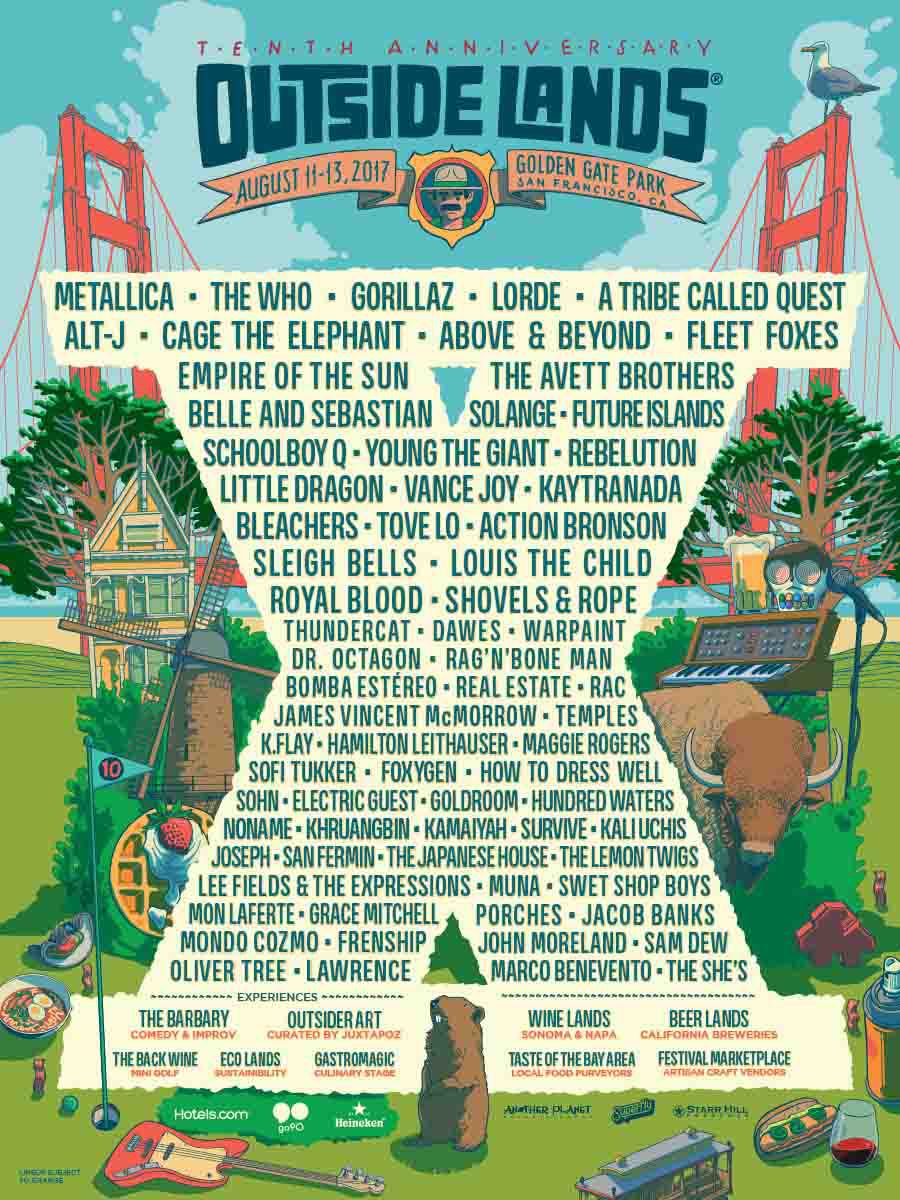 T·E·N·T·H A·N·N·I·V·E·R·S·A·R·Y
OUTSIDE LANDS®
AUGUST 11-13, 2017
GOLDEN GATE PARK
SAN FRANCISCO, CA
METALLICA · THE WHO · GORILLAZ · LORDE · A TRIBE CALLED QUEST
ALT-J · CAGE THE ELEPHANT · ABOVE & BEYOND · FLEET FOXES
EMPIRE OF THE SUN THE AVETT BROTHERS
BELLE AND SEBASTIAN SOLANGE · FUTURE ISLANDS
SCHOOLBOY Q · YOUNG THE GIANT · REBELUTION
LITTLE DRAGON · VANCE JOY · KAYTRANADA
BLEACHERS · TOVE LO · ACTION BRONSON
SLEIGH BELLS · LOUIS THE CHILD
ROYAL BLOOD · SHOVELS & ROPE
THUNDERCAT · DAWES · WARPAINT
DR. OCTAGON · RAG'N'BONE MAN
BOMBA ESTÉREO · REAL ESTATE · RAC
JAMES VINCENT McMORROW · TEMPLES
K.FLAY · HAMILTON LEITHAUSER · MAGGIE ROGERS
SOFI TUKKER · FOXYGEN · HOW TO DRESS WELL
SOHN · ELECTRIC GUEST · GOLDROOM · HUNDRED WATERS
NONAME · KHRUANGBIN · KAMAIYAH · SURVIVE · KALI UCHIS
JOSEPH · SAN FERMIN · THE JAPANESE HOUSE · THE LEMON TWIGS
LEE FIELDS & THE EXPRESSIONS · MUNA · SWET SHOP BOYS
MON LAFERTE · GRACE MITCHELL PORCHES · JACOB BANKS
MONDO COZMO · FRENSHIP JOHN MORELAND · SAM DEW
OLIVER TREE · LAWRENCE MARCO BENEVENTO · THE SHE'S
10
EXPERIENCES
THE BARBARY OUTSIDER ART WINE LANDS BEER LANDS
COMEDY & IMPROV CURATED BY JUXTAPOZ SONOMA & NAPA CALIFORNIA BREWERIES
THE BACK WINE ECO LANDS GASTROMAGIC TASTE OF THE BAY AREA FESTIVAL MARKETPLACE
MINI GOLF SUSTAINIBILITY CULINARY STAGE LOCAL FOOD PURVEYORS ARTISAN CRAFT VENDORS
Hotels.com goPO Heineken ANOTHER PLANET Superfly STARR HILL
LINEUP SUBJECT
TO CHANGE